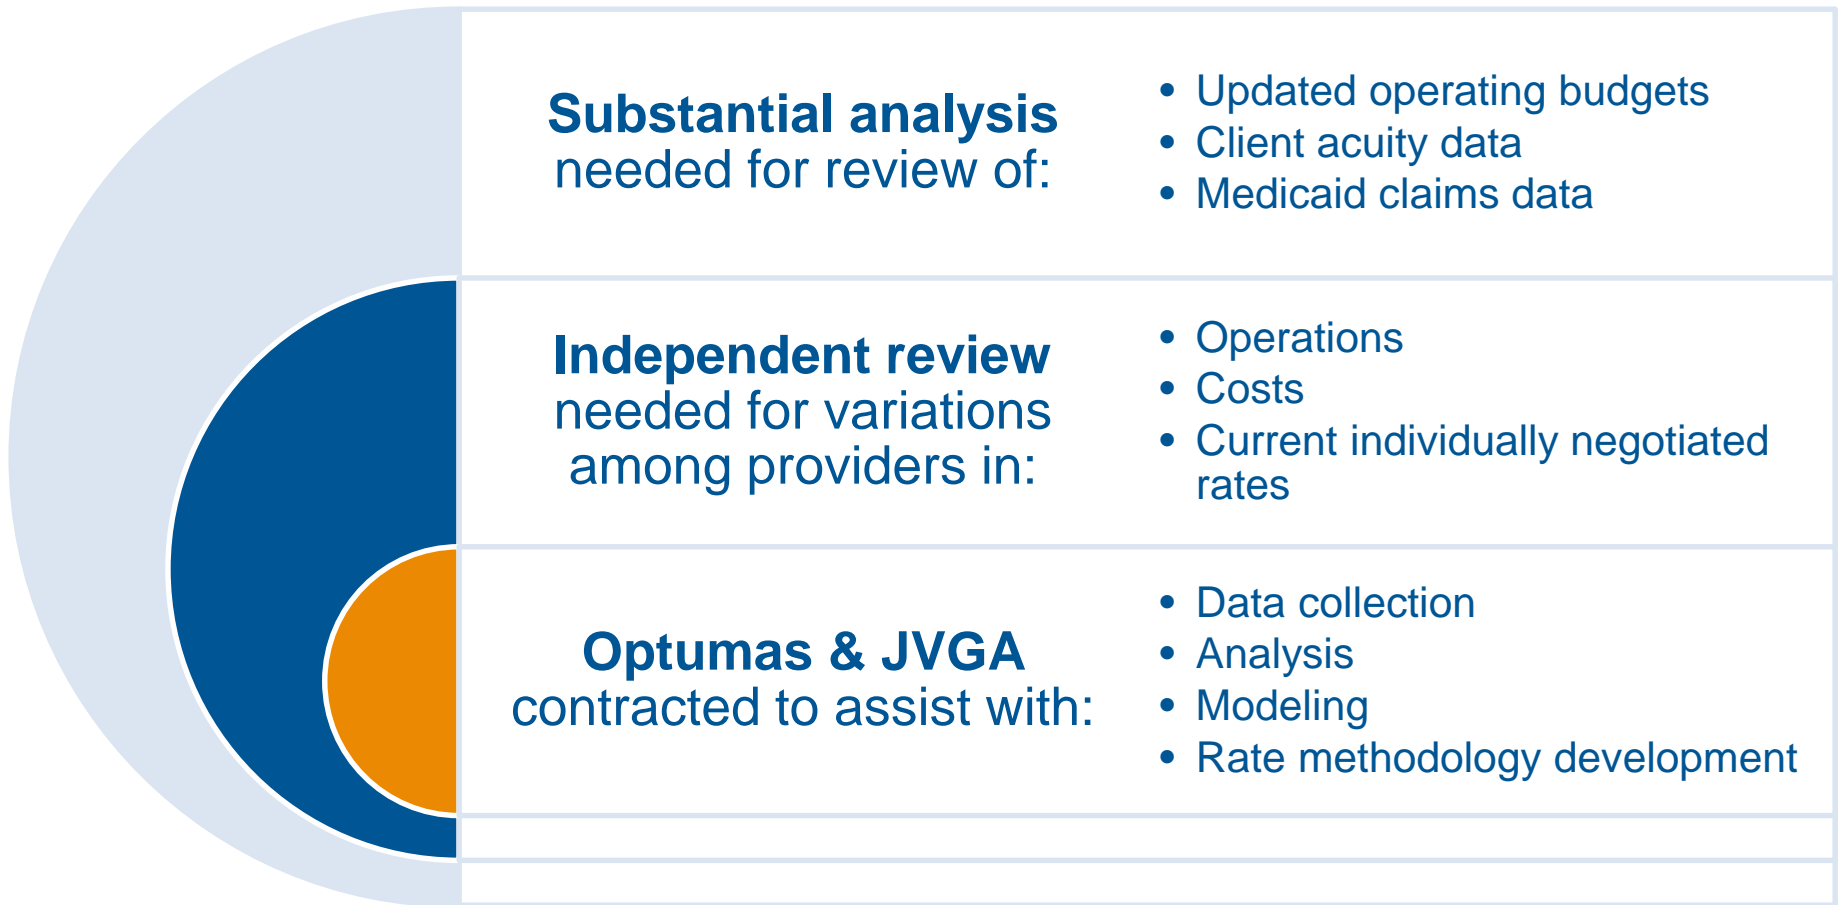 Substantial analysis
needed for review of:
• Updated operating budgets
• Client acuity data
• Medicaid claims data
Independent review
needed for variations
among providers in:
• Operations
• Costs
• Current individually negotiated
rates
Optumas & JVGA
contracted to assist with:
• Data collection
• Analysis
• Modeling
• Rate methodology development